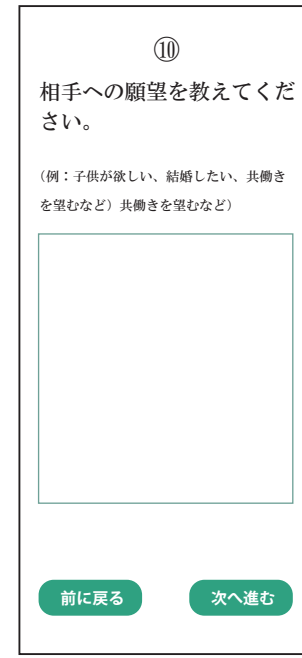 ⑩
相手への願望を教えてくだ
さい。
（例：子供が欲しい、結婚したい、共働き
を望むなど）共働きを望むなど）
前に戻る
次へ進む